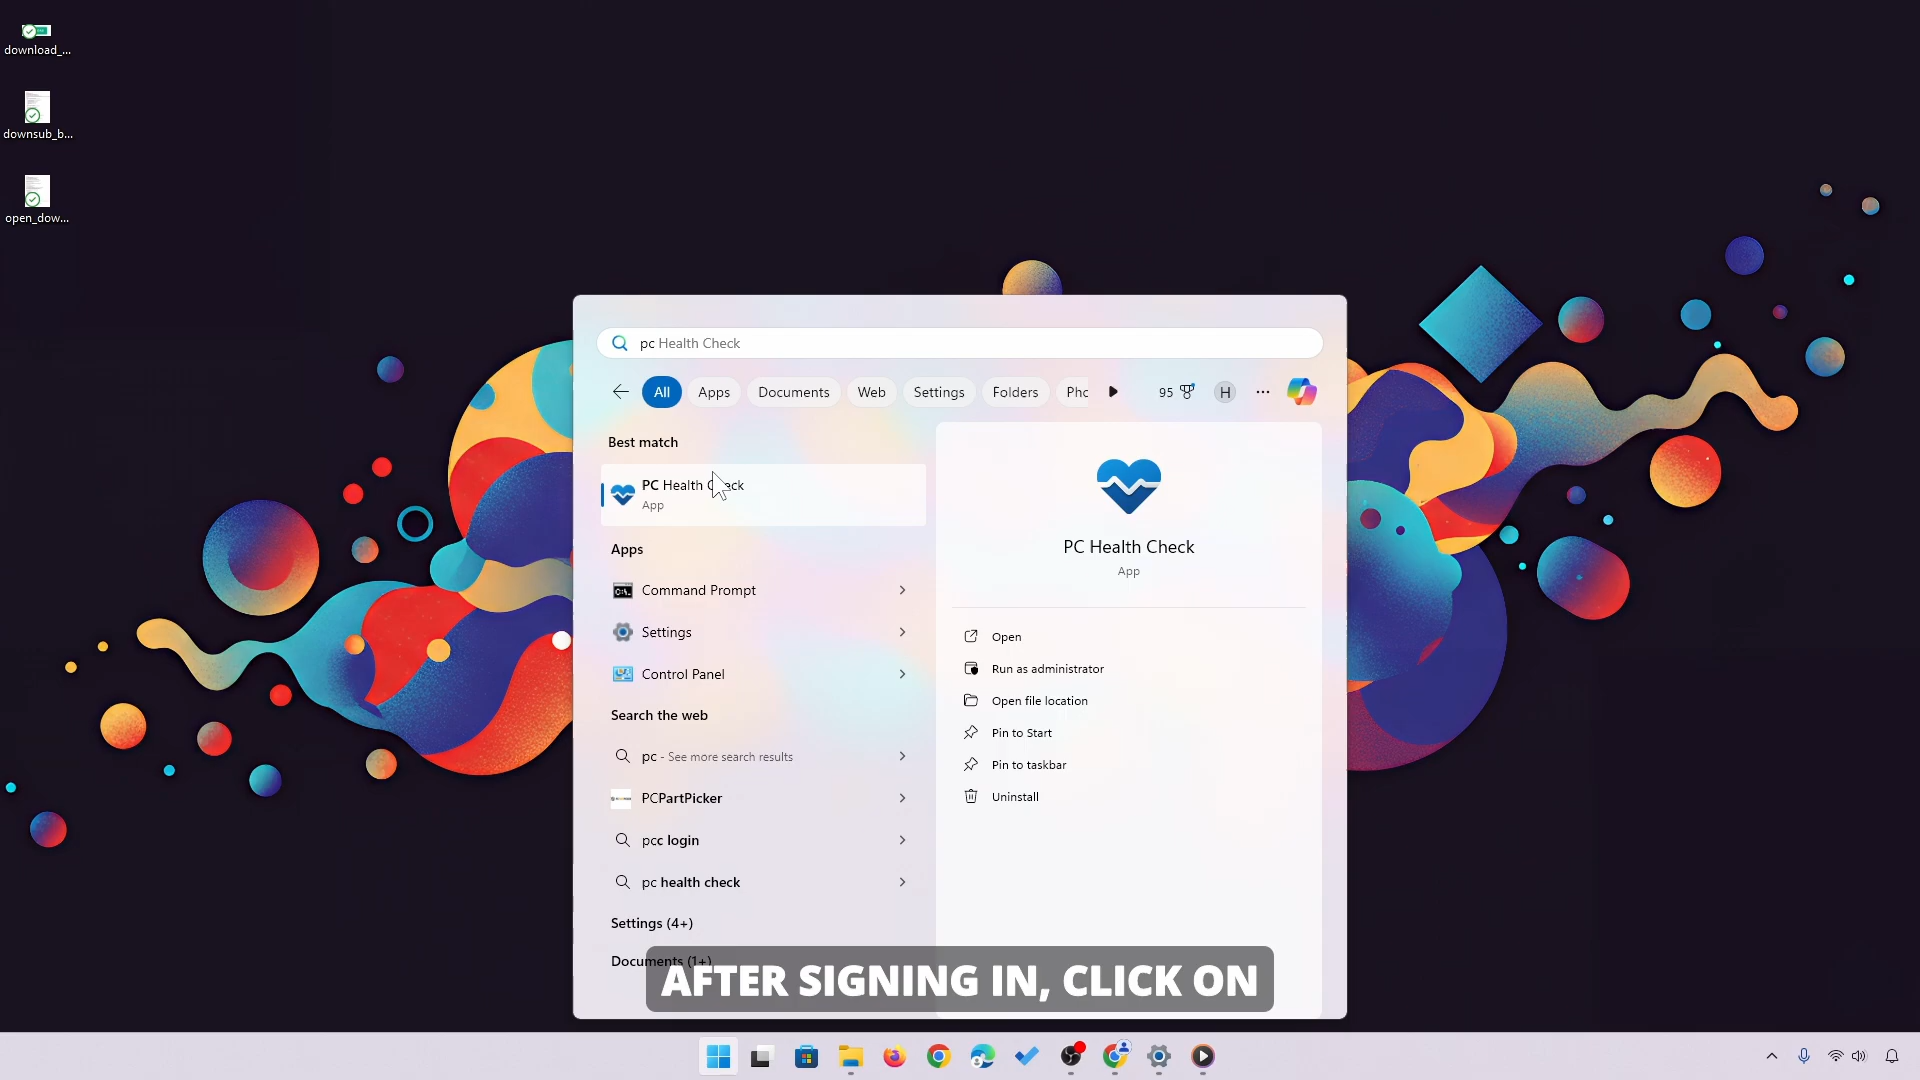 download_...
downsub_b...
open_dow...
pc Health Check
All
Apps
Documents
Web
Settings
Folders
Pho
95
H
Best match
PC Health Check
App
Apps
Command Prompt
Settings
Control Panel
Search the web
pc - See more search results
PCPartPicker
pcc login
pc health check
Settings (4+)
Documents (1+)
PC Health Check
App
Open
Run as administrator
Open file location
Pin to Start
Pin to taskbar
Uninstall
AFTER SIGNING IN, CLICK ON